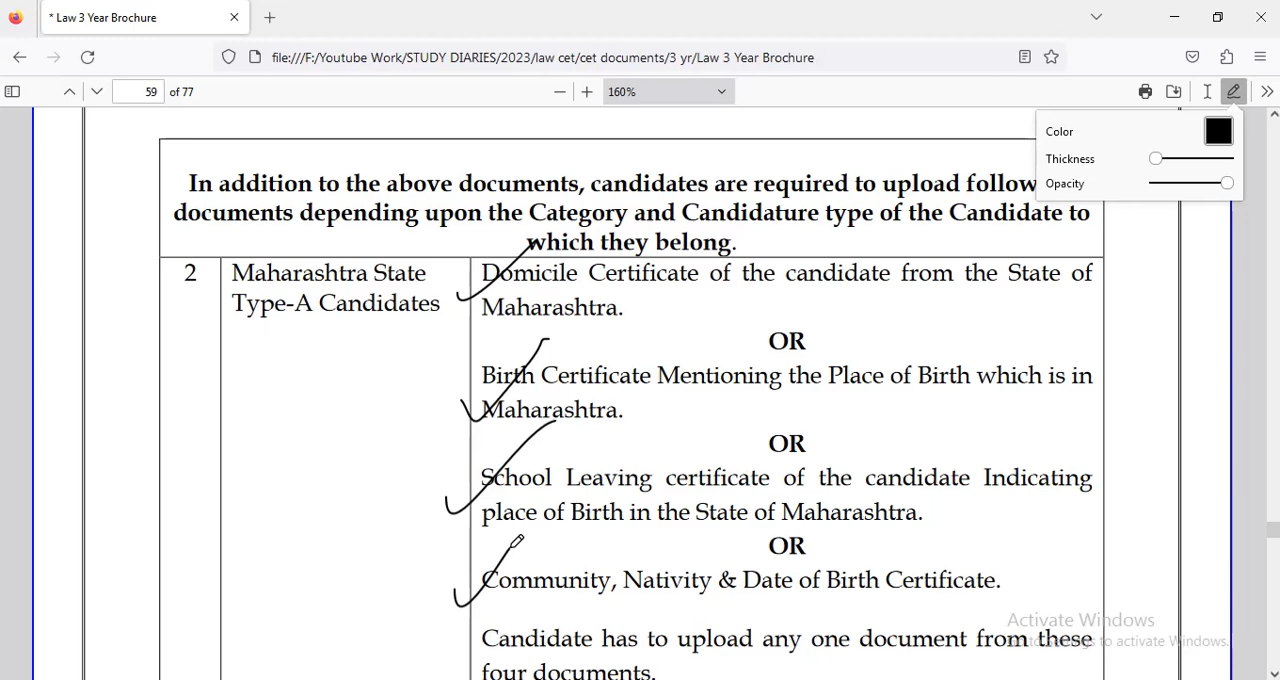 * Law 3 Year Brochure
file:///F:/Youtube Work/STUDY DIARIES/2023/law cet/cet documents/3 yr/Law 3 Year Brochure
59 of 77
160%
Color
Thickness
Opacity
In addition to the above documents, candidates are required to upload follow
documents depending upon the Category and Candidature type of the Candidate to
which they belong.
2
Maharashtra State
Type-A Candidates
Domicile Certificate of the candidate from the State of
Maharashtra.
OR
Birth Certificate Mentioning the Place of Birth which is in
Maharashtra.
OR
School Leaving certificate of the candidate Indicating
place of Birth in the State of Maharashtra.
OR
Community, Nativity & Date of Birth Certificate.
Candidate has to upload any one document from these
four documents.
Activate Windows
Go to Settings to activate Windows.